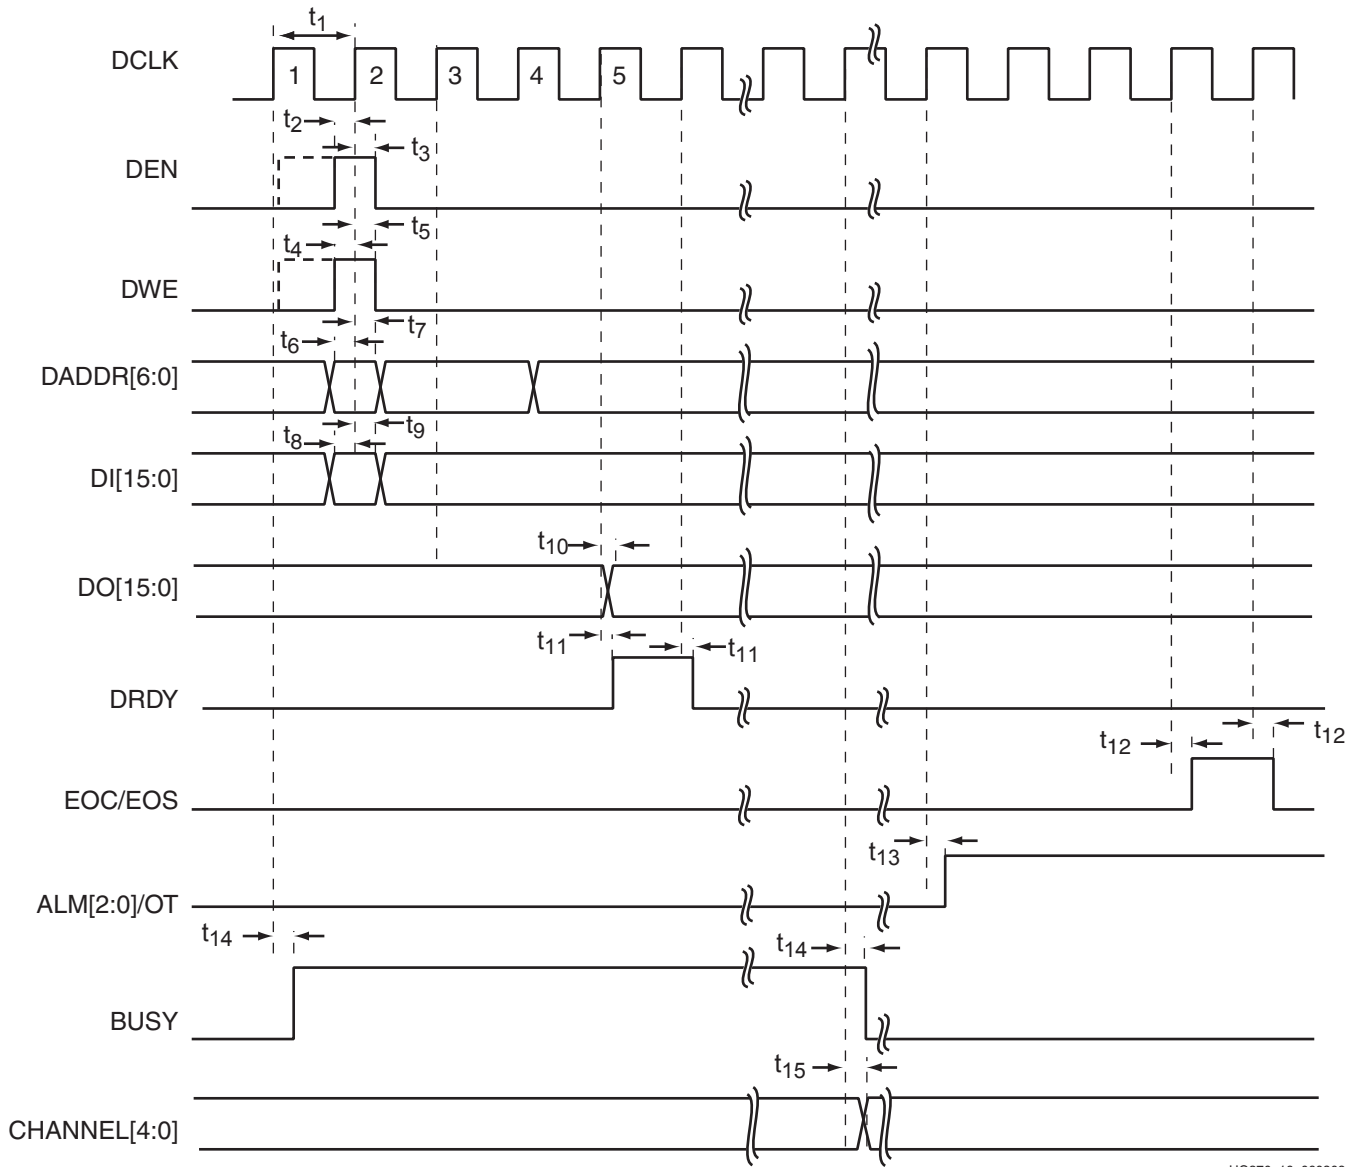 t1
DCLK
1 2 3 4 5
t2
t3
DEN
t5
t4
DWE
t7
t6
DADDR[6:0]
t9
t8
DI[15:0]
t10
DO[15:0]
t11
t11
DRDY
t12
t12
EOC/EOS
t13
ALM[2:0]/OT
t14
t14
BUSY
t15
CHANNEL[4:0]